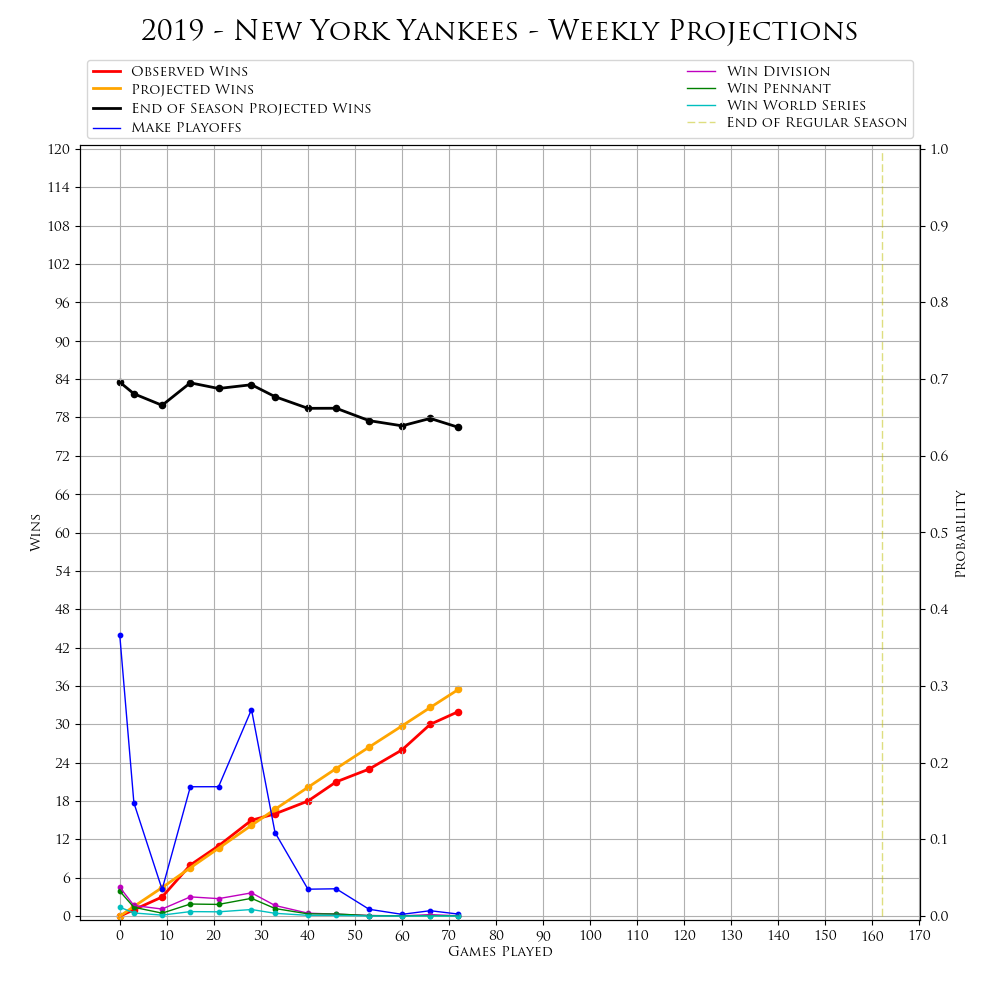 2019 - New York Yankees - Weekly Projections
Observed Wins
Projected Wins
End of Season Projected Wins
Make Playoffs
Win Division
Win Pennant
Win World Series
End of Regular Season
120
114
108
102
96
90
84
78
72
66
60
54
48
42
36
30
24
18
12
6
0
Wins
1.0
0.9
0.8
0.7
0.6
0.5
0.4
0.3
0.2
0.1
0.0
Probability
0 10 20 30 40 50 60 70 80 90 100 110 120 130 140 150 160 170
Games Played